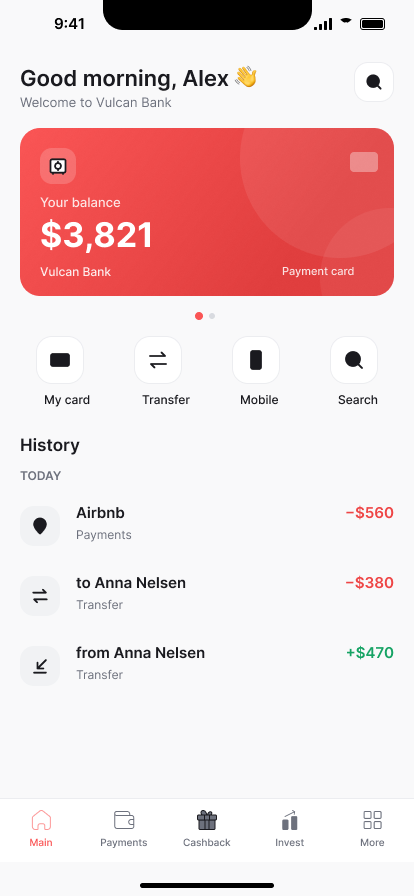 9:41
Good morning, Alex 👋
Welcome to Vulcan Bank
Your balance
$3,821
Vulcan Bank
Payment card
My card
Transfer
Mobile
Search
History
TODAY
Airbnb
−$560
Payments
to Anna Nelsen
−$380
Transfer
from Anna Nelsen
+$470
Transfer
Main
Payments
Cashback
Invest
More